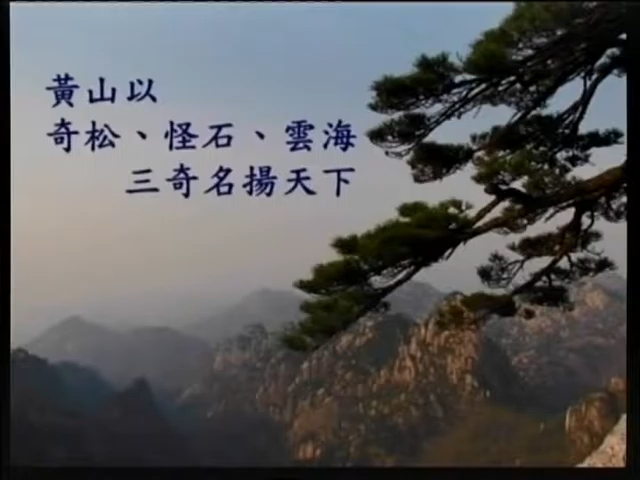 黃山以
奇松、怪石、雲海
三奇名揚天下